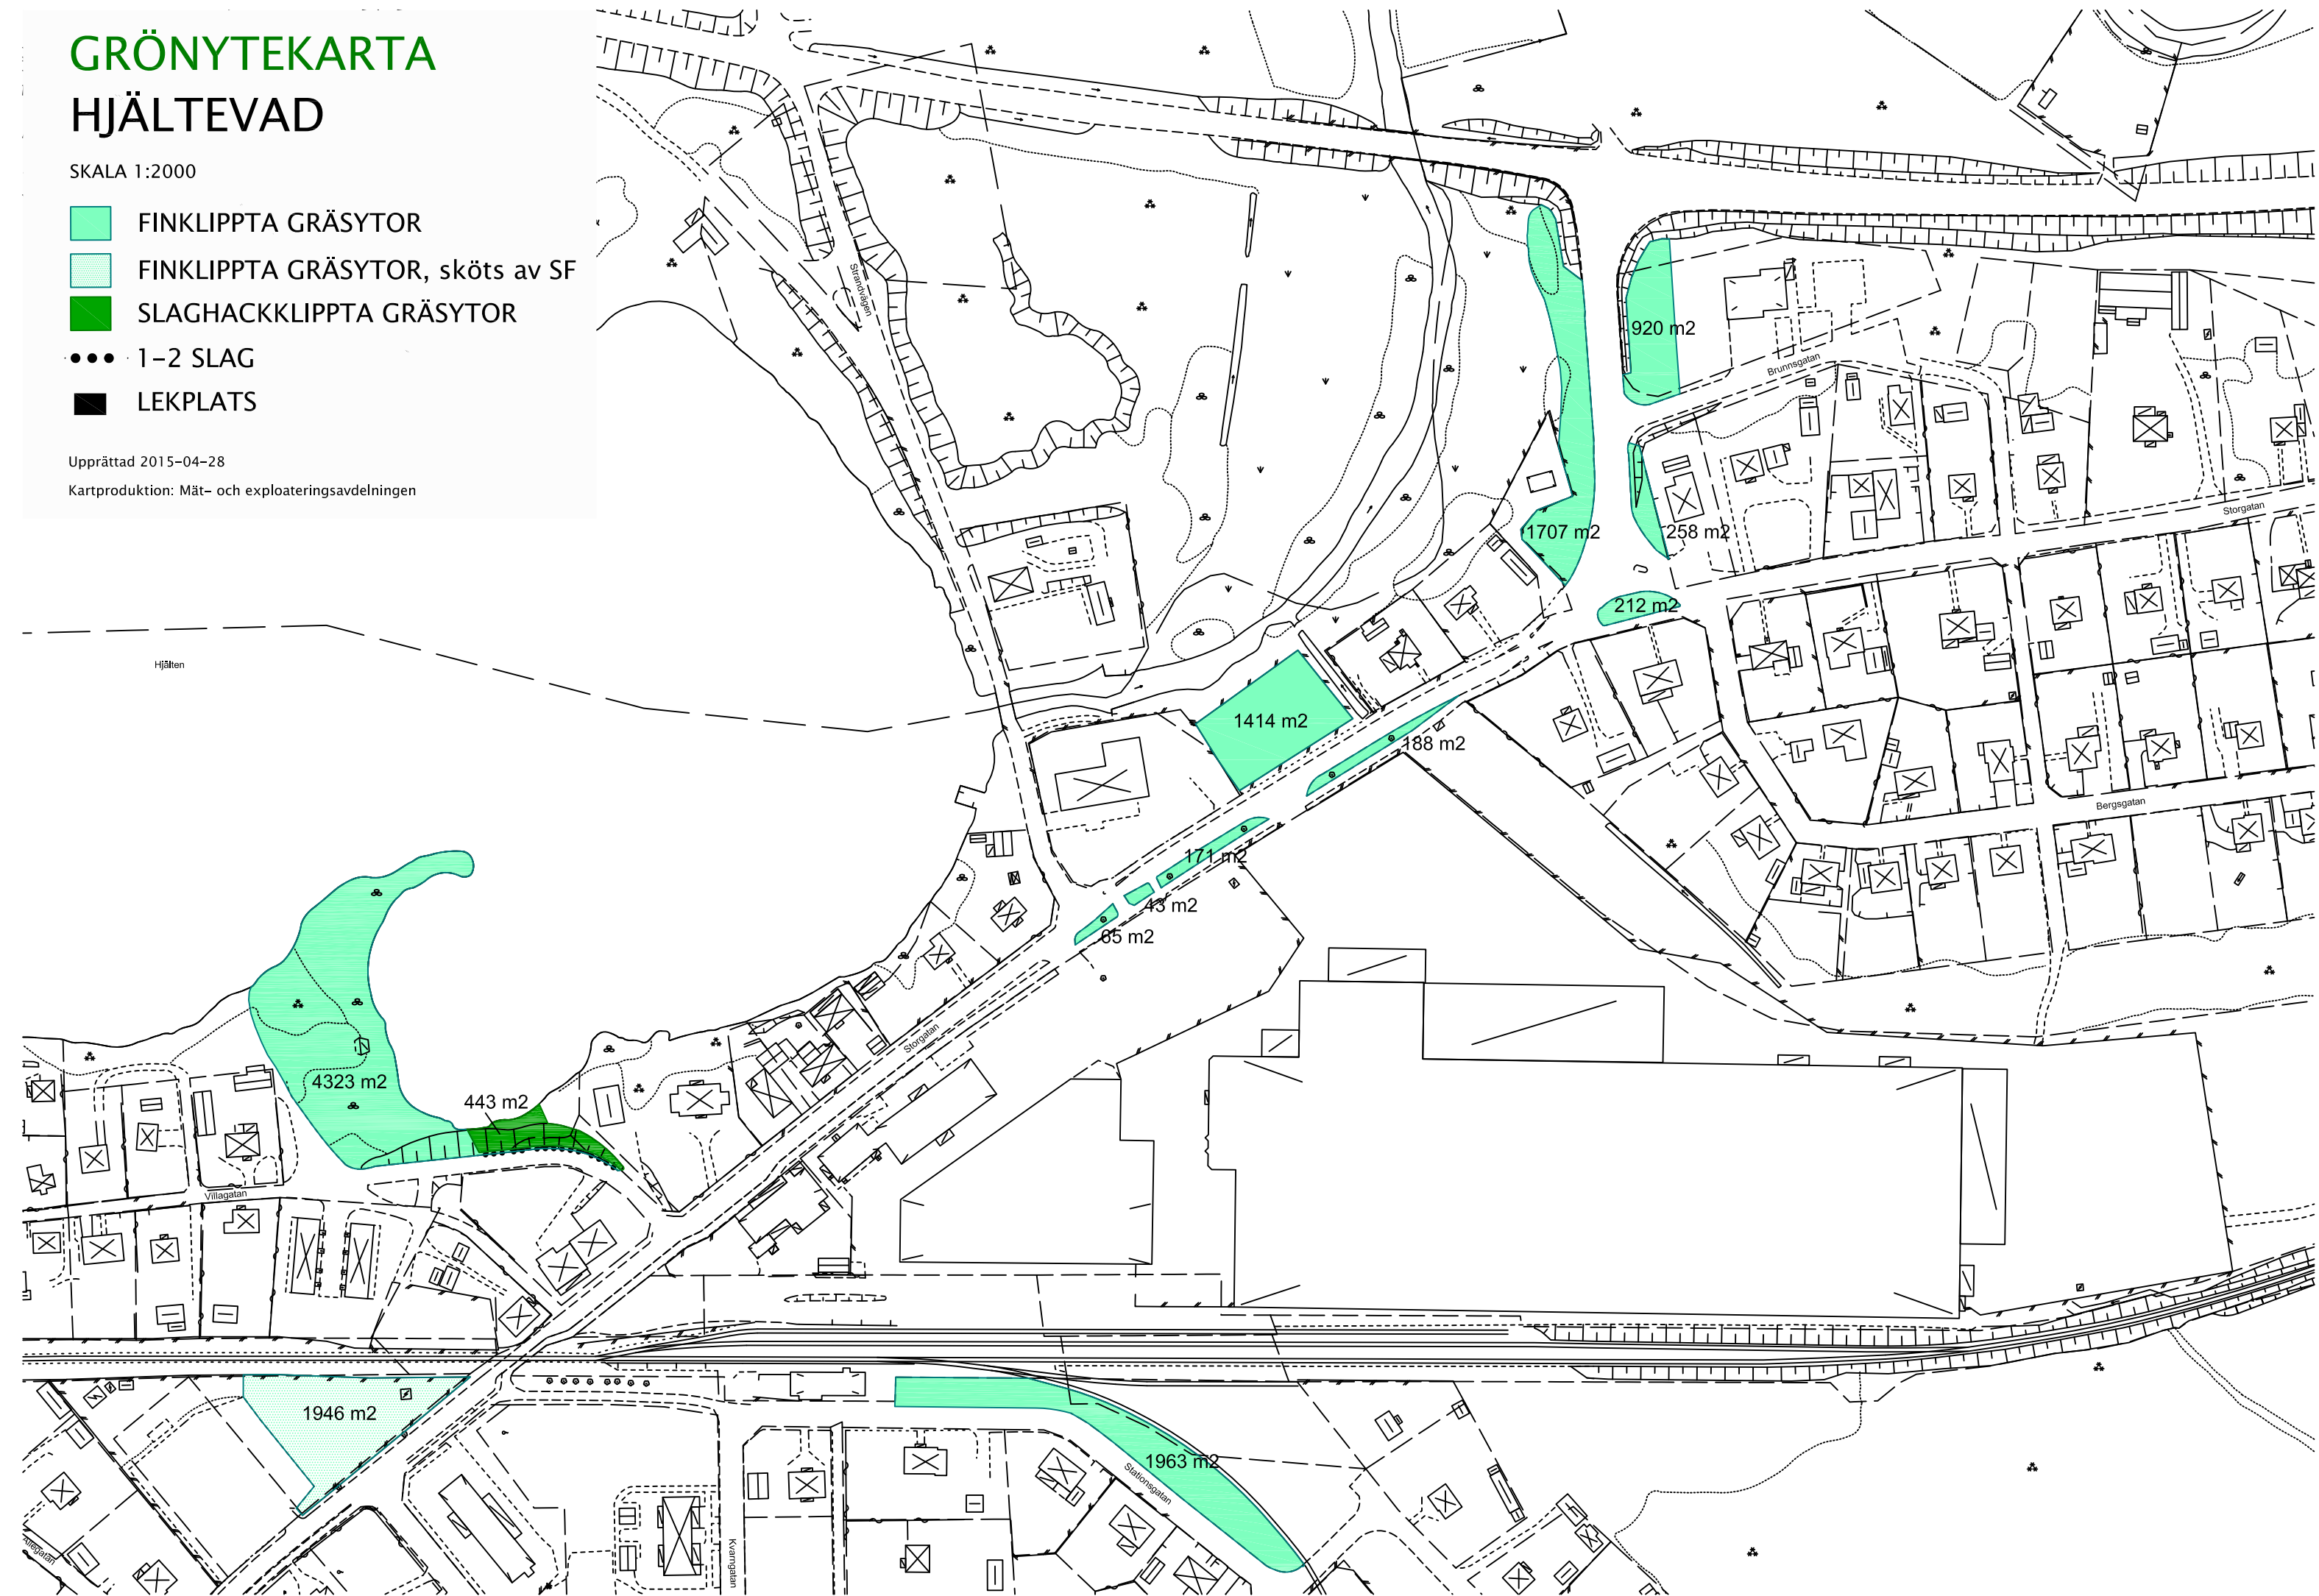 GRÖNYTEKARTA
HJÄLTEVAD
SKALA 1:2000
FINKLIPPTA GRÄSYTOR
FINKLIPPTA GRÄSYTOR, sköts av SF
SLAGHACKKLIPPTA GRÄSYTOR
1-2 SLAG
LEKPLATS
Upprättad 2015-04-28
Kartproduktion: Mät- och exploateringsavdelningen
Strandvägen
920 m2
Brunnsgatan
Storgatan
1707 m2
258 m2
212 m2
Hjälten
1414 m2
188 m2
Bergsgatan
171 m2
43 m2
65 m2
Storgatan
4323 m2
443 m2
Villagatan
1946 m2
1963 m2
Stationsgatan
Kvarngatan